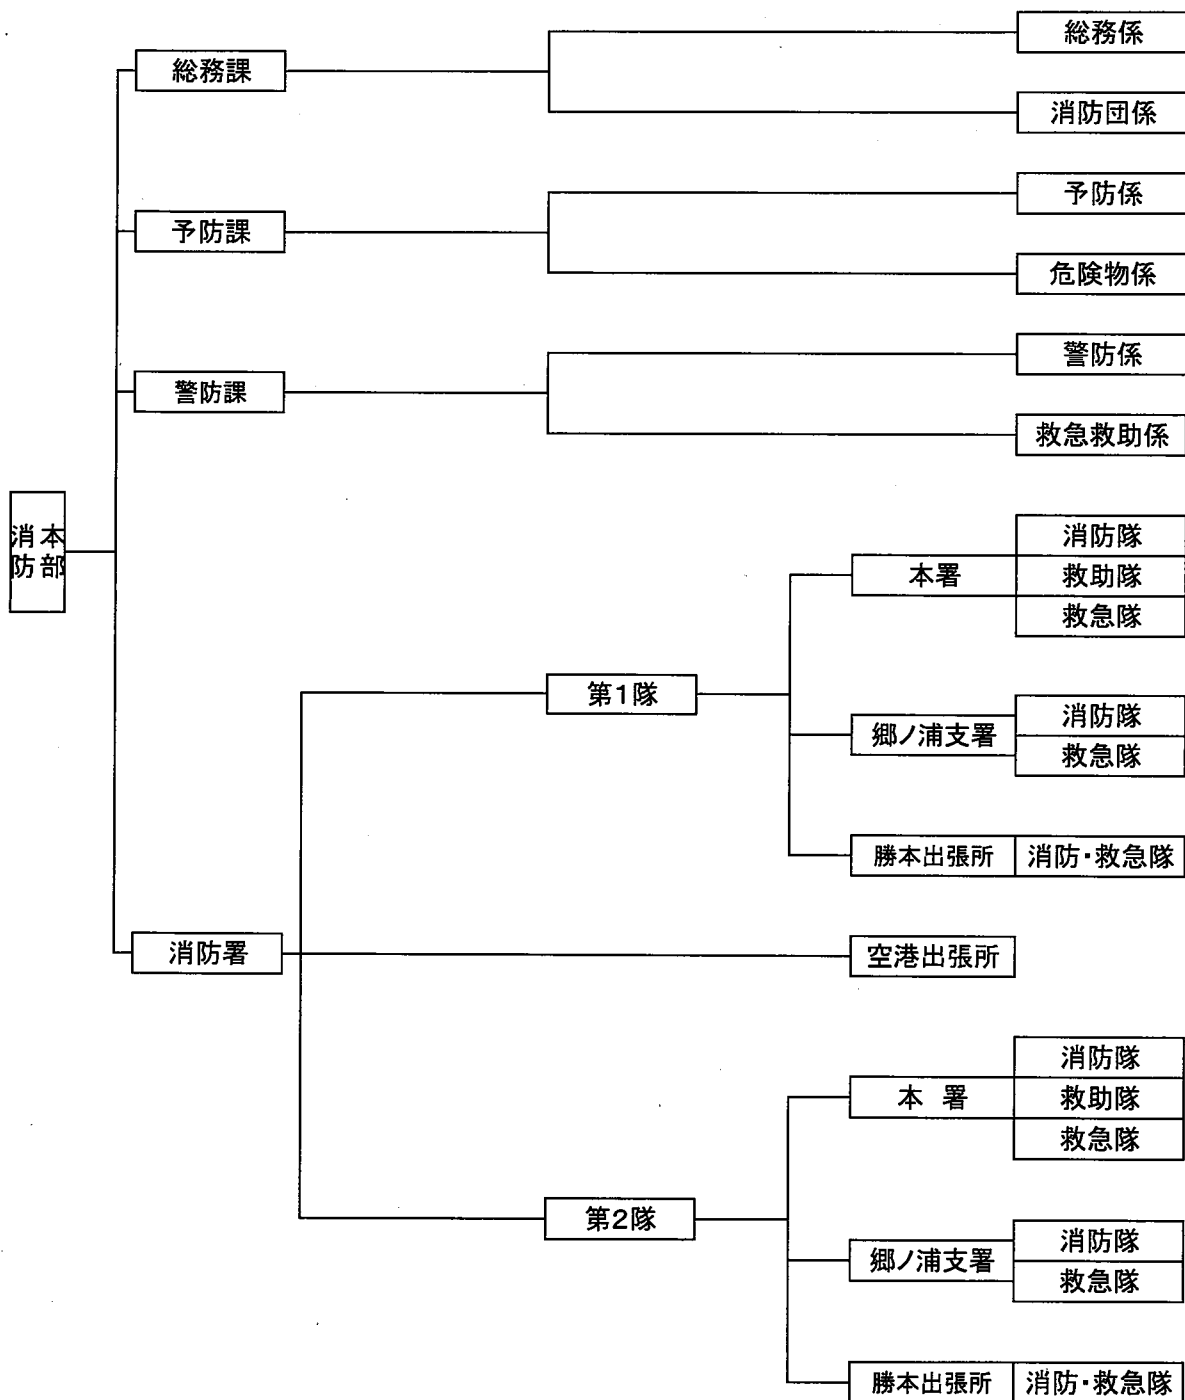 総務係
総務課
消防団係
予防係
予防課
危険物係
警防係
警防課
救急救助係
消防
本部
消防隊
本署
救助隊
救急隊
第1隊
消防隊
郷ノ浦支署
救急隊
勝本出張所
消防・救急隊
消防署
空港出張所
消防隊
本 署
救助隊
救急隊
第2隊
消防隊
郷ノ浦支署
救急隊
勝本出張所
消防・救急隊